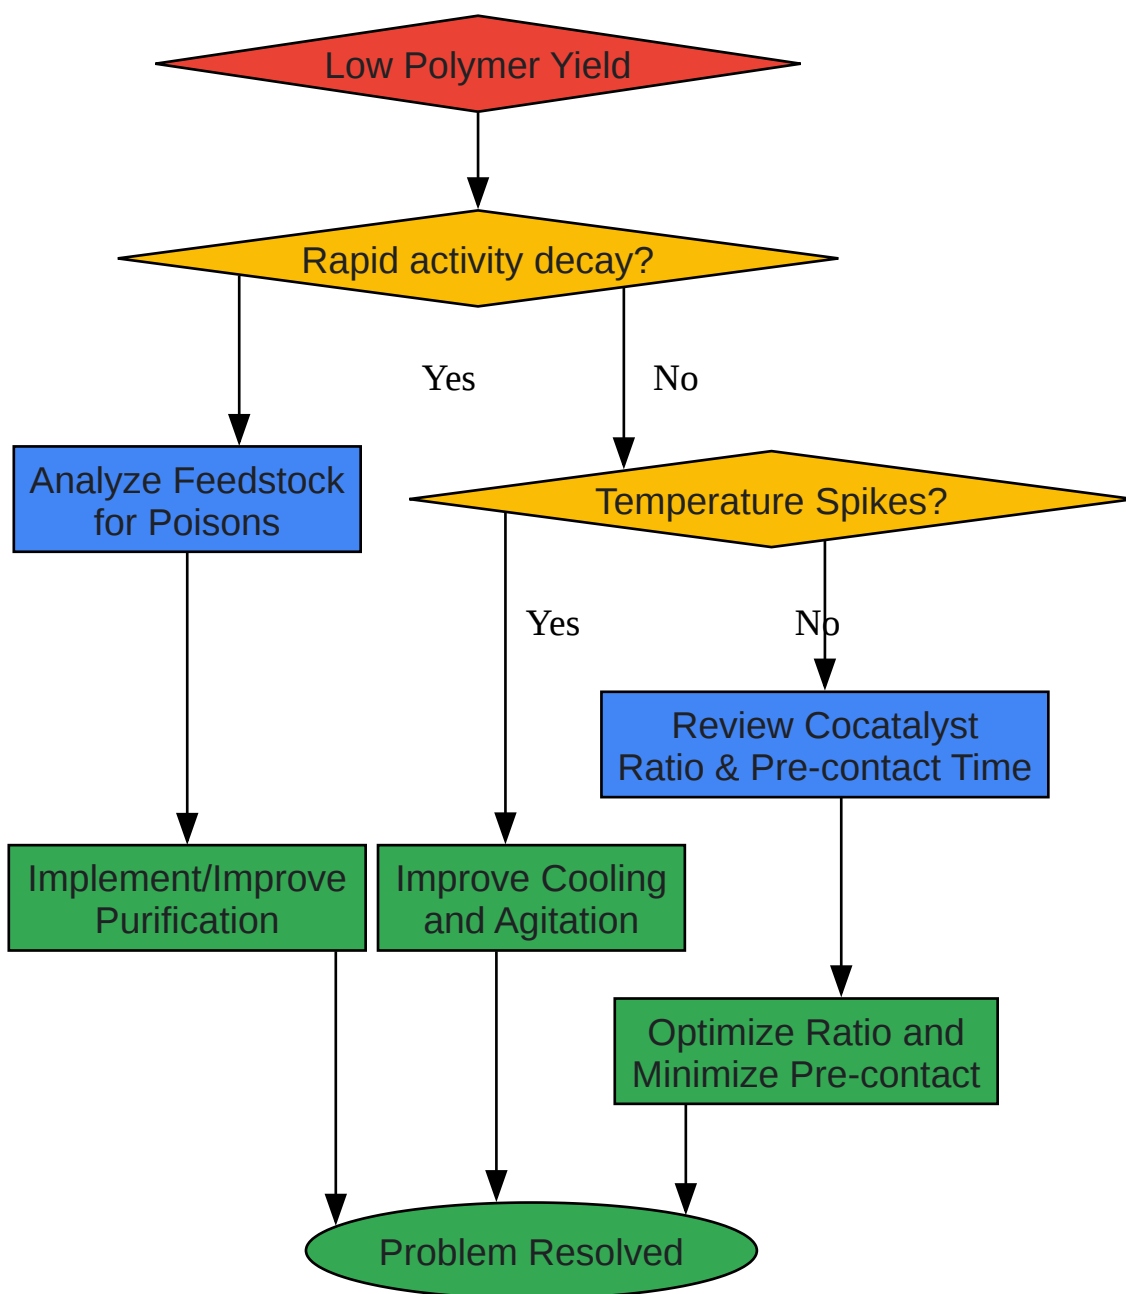 Low Polymer Yield
Rapid activity decay?
Yes
No
Analyze Feedstock
for Poisons
Temperature Spikes?
Yes
No
Review Cocatalyst
Ratio & Pre-contact Time
Implement/Improve
Purification
Improve Cooling
and Agitation
Optimize Ratio and
Minimize Pre-contact
Problem Resolved